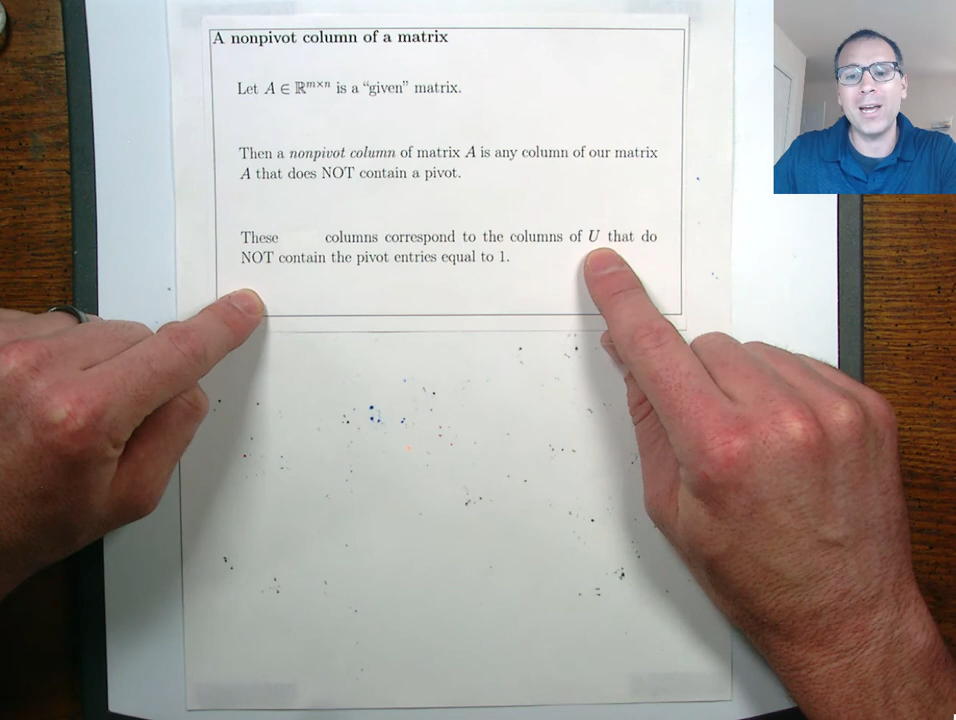 A nonpivot column of a matrix
Let A ∈ ℝ^{m×n} is a “given” matrix.
Then a nonpivot column of matrix A is any column of our matrix
A that does NOT contain a pivot.
These columns correspond to the columns of U that do
NOT contain the pivot entries equal to 1.